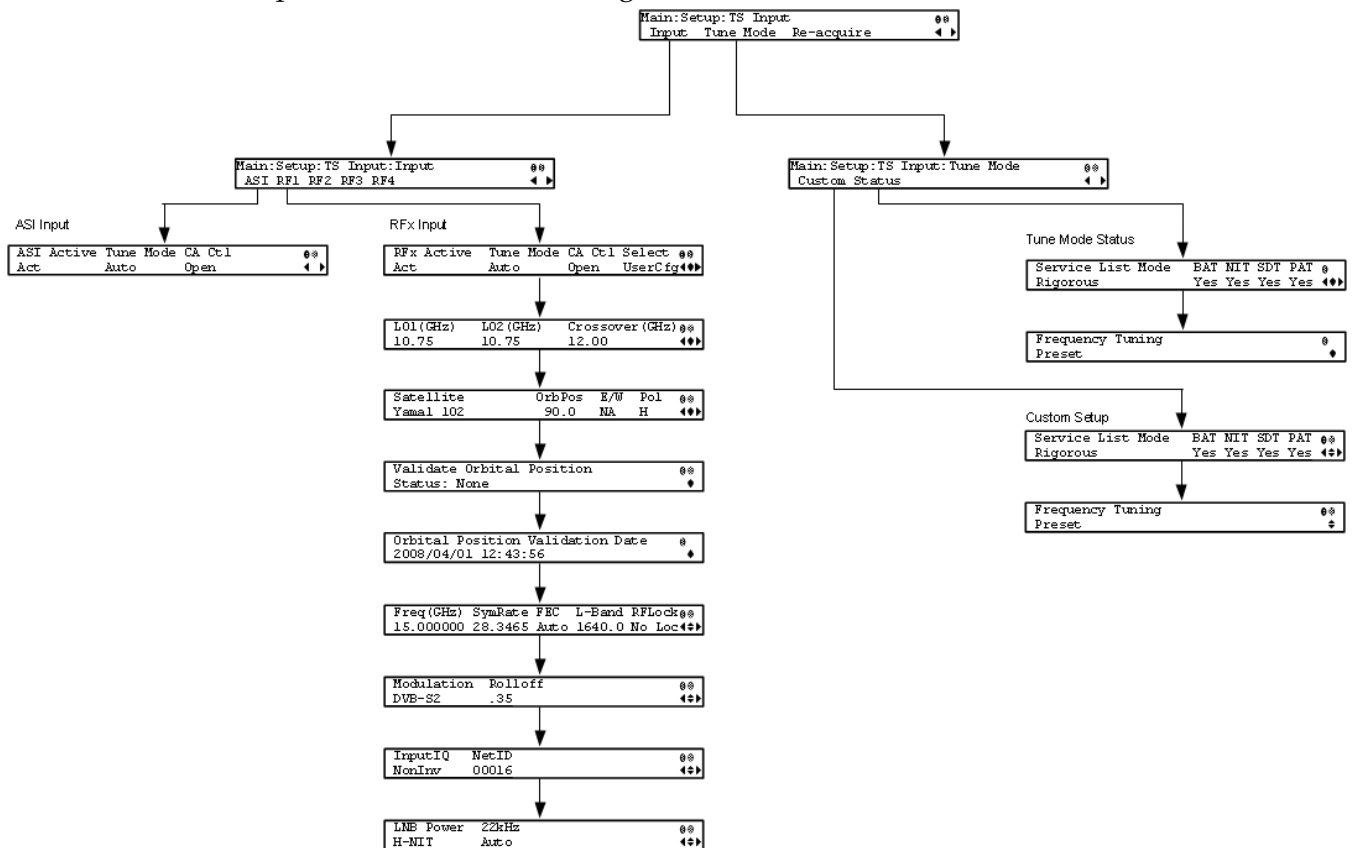 Main:Setup:TS Input
Input Tune Mode Re-acquire
Main:Setup:TS Input:Input
ASI RF1 RF2 RF3 RF4
Main:Setup:TS Input:Tune Mode
Custom Status
ASI Input
ASI Active Tune Mode CA Ctl
Act Auto Open
RFx Input
RFx Active Tune Mode CA Ctl Select
Act Auto Open UserCfg
LO1(GHz) LO2(GHz) Crossover(GHz)
10.75 10.75 12.00
Satellite OrbPos E/W Pol
Yamal 102 90.0 NA H
Validate Orbital Position
Status: None
Orbital Position Validation Date
2008/04/01 12:43:56
Freq(GHz) SymRate FEC L-Band RFLock
15.000000 28.3465 Auto 1640.0 No Loc
Modulation Rolloff
DVB-S2 .35
InputIQ NetID
NonInv 00016
LNB Power 22kHz
H-NIT Auto
Tune Mode Status
Service List Mode BAT NIT SDT PAT
Rigorous Yes Yes Yes Yes
Frequency Tuning
Preset
Custom Setup
Service List Mode BAT NIT SDT PAT
Rigorous Yes Yes Yes Yes
Frequency Tuning
Preset